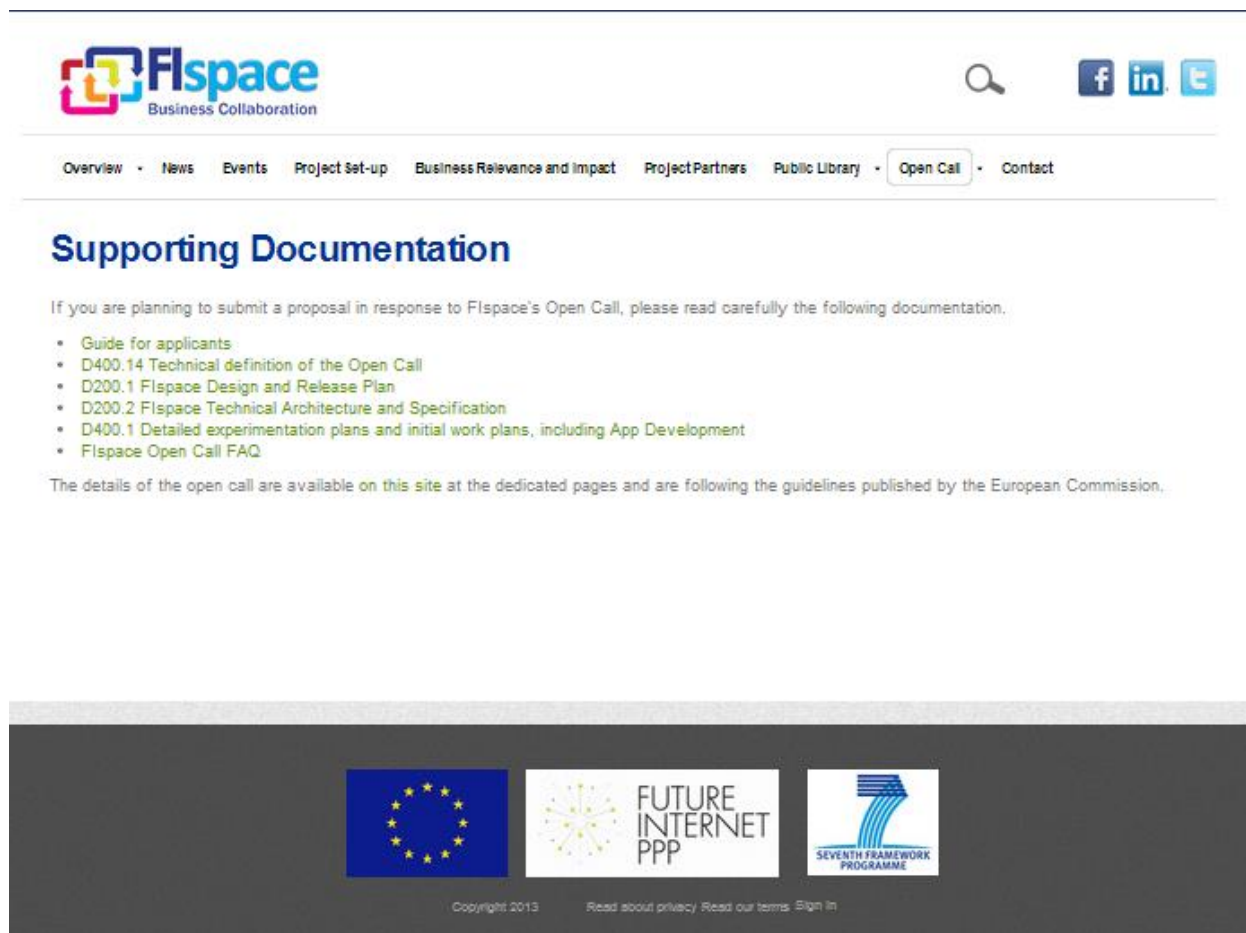 FIspace
Business Collaboration
f in t
Overview News Events Project Set-up Business Relevance and Impact Project Partners Public Library Open Call Contact
Supporting Documentation
If you are planning to submit a proposal in response to FIspace's Open Call, please read carefully the following documentation.
Guide for applicants
D400.14 Technical definition of the Open Call
D200.1 FIspace Design and Release Plan
D200.2 FIspace Technical Architecture and Specification
D400.1 Detailed experimentation plans and initial work plans, including App Development
FIspace Open Call FAQ
The details of the open call are available on this site at the dedicated pages and are following the guidelines published by the European Commission.
FUTURE
INTERNET
PPP
7
SEVENTH FRAMEWORK
PROGRAMME
Copyright 2013 Read about privacy Read our terms Sign In